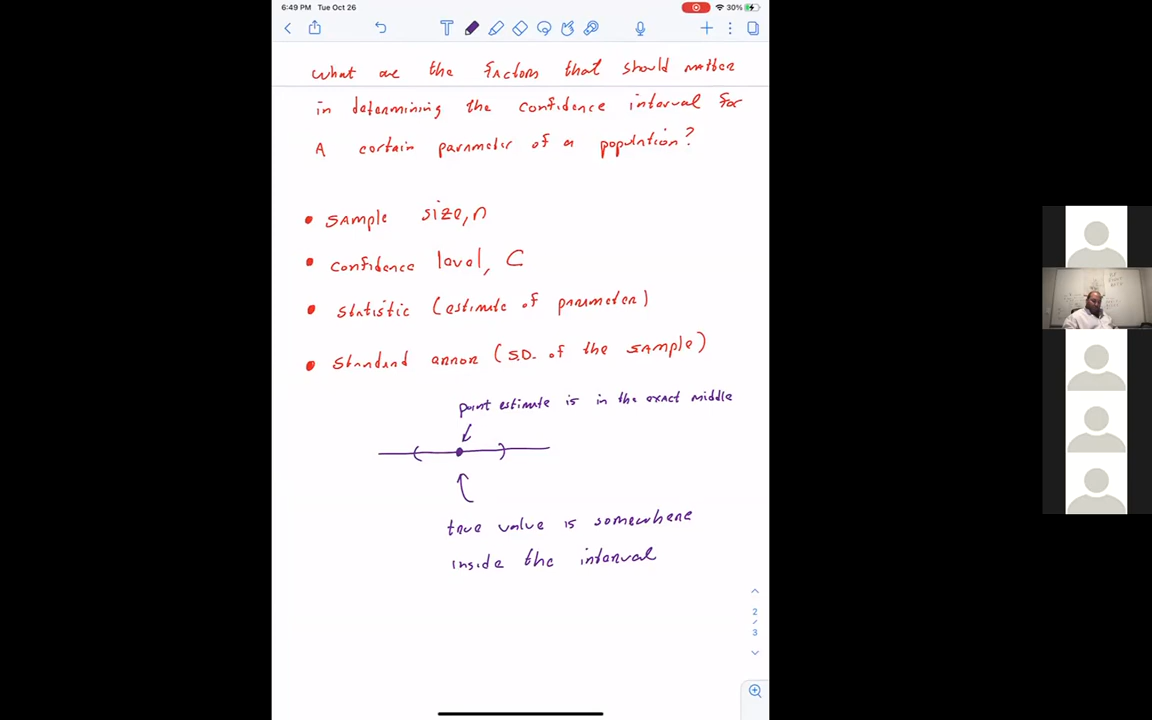 6:49 PM Tue Oct 26
30%
What are the factors that should matter
in determining the confidence interval for
A certain parameter of a population?
• sample size, n
• confidence level, C
• statistic (estimate of parameter)
• standard error (S.D. of the sample)
point estimate is in the exact middle
true value is somewhere
inside the interval
2
/
3